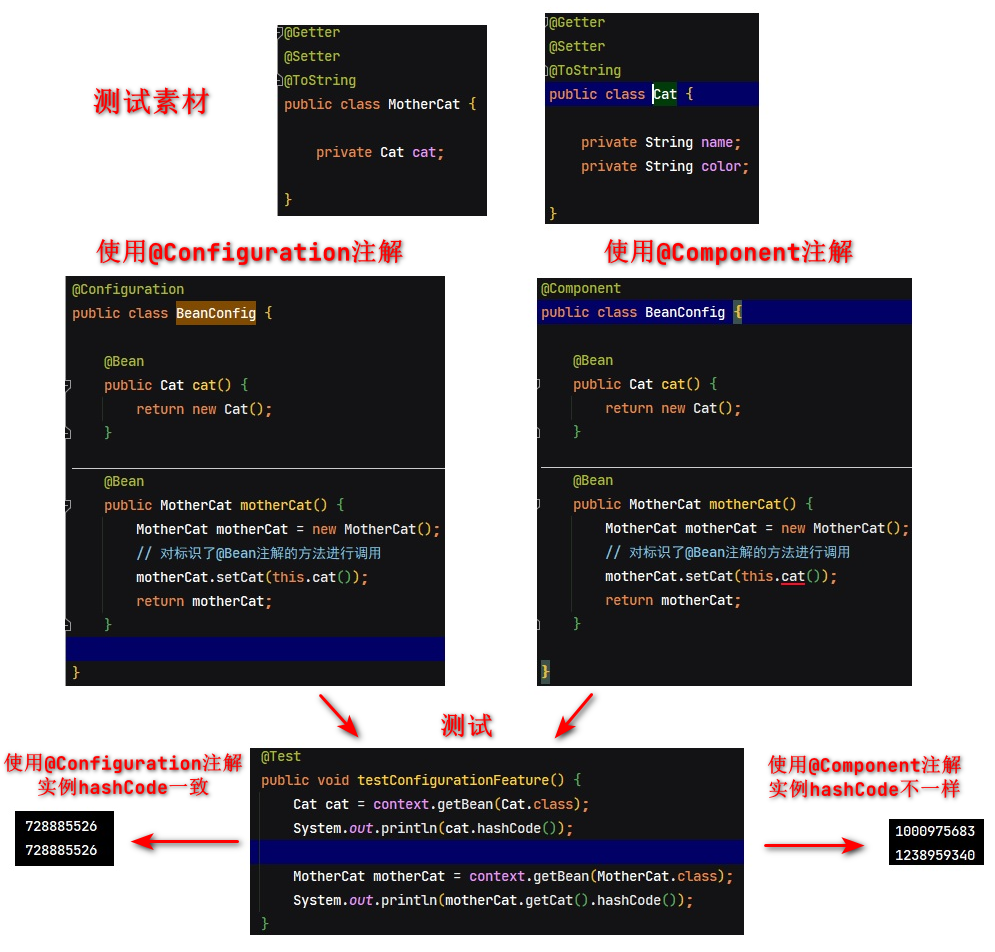 测试素材
@Getter
@Setter
@ToString
public class MotherCat {
private Cat cat;
}
@Getter
@Setter
@ToString
public class Cat {
private String name;
private String color;
}
使用@Configuration注解
@Configuration
public class BeanConfig {
@Bean
public Cat cat() {
return new Cat();
}
@Bean
public MotherCat motherCat() {
MotherCat motherCat = new MotherCat();
// 对标识了@Bean注解的方法进行调用
motherCat.setCat(this.cat());
return motherCat;
}
}
使用@Component注解
@Component
public class BeanConfig {
@Bean
public Cat cat() {
return new Cat();
}
@Bean
public MotherCat motherCat() {
MotherCat motherCat = new MotherCat();
// 对标识了@Bean注解的方法进行调用
motherCat.setCat(this.cat());
return motherCat;
}
}
测试
@Test
public void testConfigurationFeature() {
Cat cat = context.getBean(Cat.class);
System.out.println(cat.hashCode());
MotherCat motherCat = context.getBean(MotherCat.class);
System.out.println(motherCat.getCat().hashCode());
}
使用@Configuration注解
实例hashCode一致
728885526
728885526
使用@Component注解
实例hashCode不一样
1000975683
1238959340